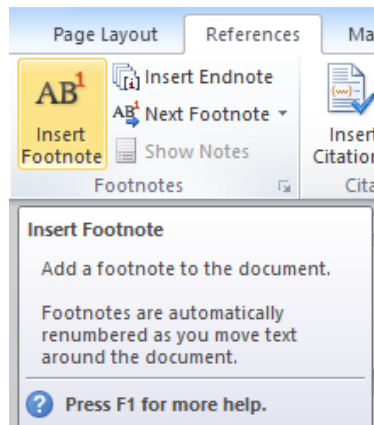 Page Layout References Ma
AB1 Insert Endnote
AB1 Next Footnote
Insert Footnote Show Notes
Insert Citation
Footnotes Cita
Insert Footnote
Add a footnote to the document.
Footnotes are automatically
renumbered as you move text
around the document.
Press F1 for more help.